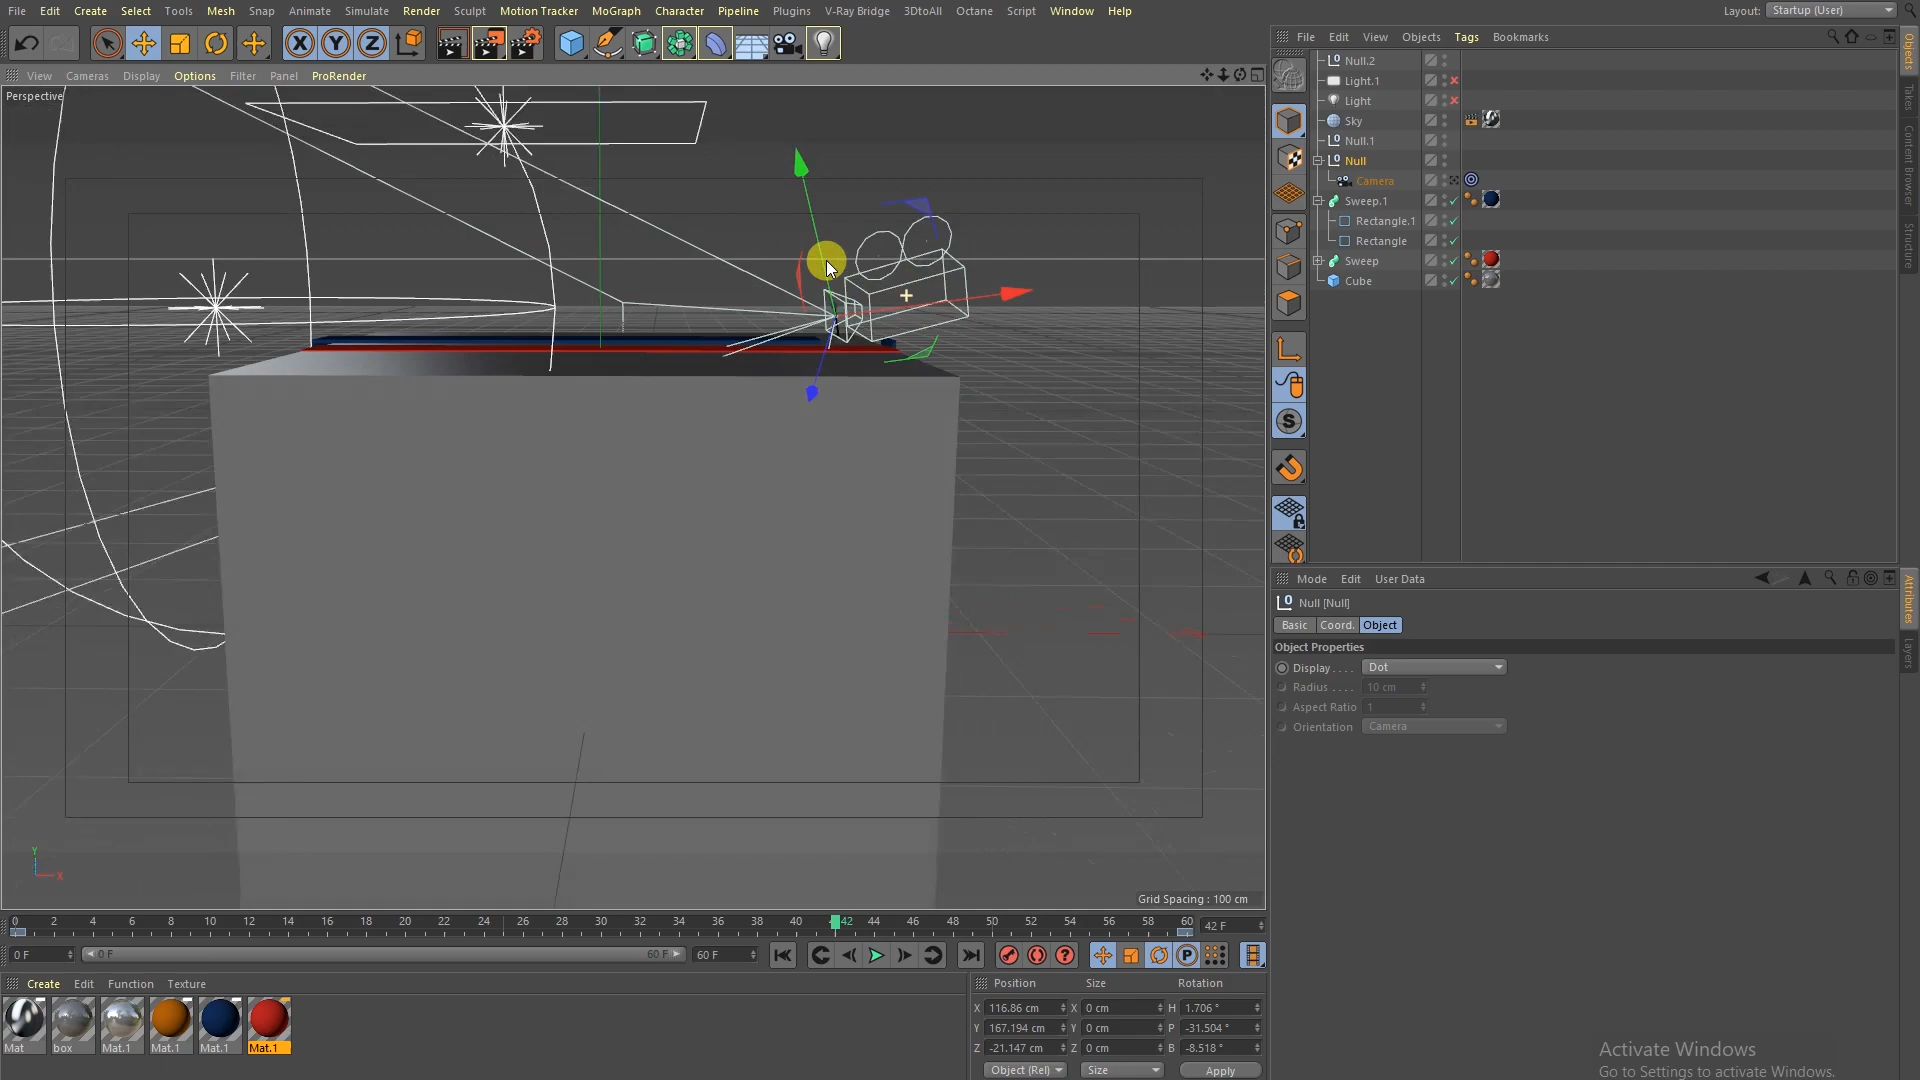 File Edit Create Select Tools Mesh Snap Animate Simulate Render Sculpt Motion Tracker MoGraph Character Pipeline Plugins V-Ray Bridge 3DtoAll Octane Script Window Help
Layout: Startup (User)
X Y Z
View Cameras Display Options Filter Panel ProRender
File Edit View Objects Tags Bookmarks
Objects
Takes
Content Browser
Structure
Perspective
Null.2
Light.1
Light
Sky
Null.1
Null
Camera
Sweep.1
Rectangle.1
Rectangle
Sweep
Cube
S
Y
X
Grid Spacing : 100 cm
0 2 4 6 8 10 12 14 16 18 20 22 24 26 28 30 32 34 36 38 40 42 44 46 48 50 52 54 56 58 60 42 F
0 F 0 F 60 F 60 F
P
Mode Edit User Data
Attributes
Layers
Null [Null]
Basic Coord. Object
Object Properties
Display . . . . Dot
Radius . . . . 10 cm
Aspect Ratio 1
Orientation Camera
Create Edit Function Texture
Mat box Mat.1 Mat.1 Mat.1 Mat.1
Position Size Rotation
X 116.86 cm X 0 cm H 1.706 °
Y 167.194 cm Y 0 cm P -31.504 °
Z -21.147 cm Z 0 cm B -8.518 °
Object (Rel) Size Apply
Activate Windows
Go to Settings to activate Windows.